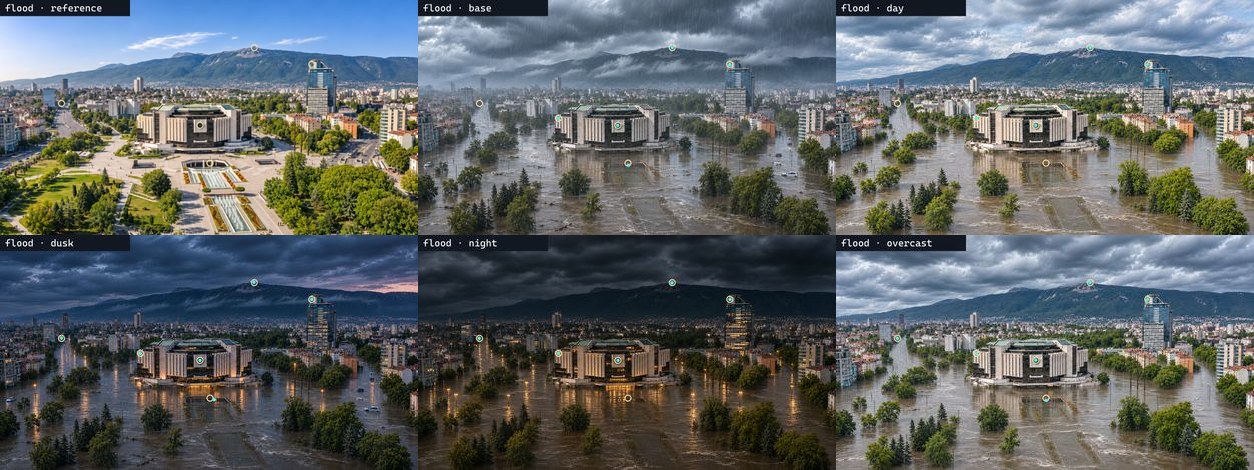 flood · reference
flood · base
flood · day
flood · dusk
flood · night
flood · overcast